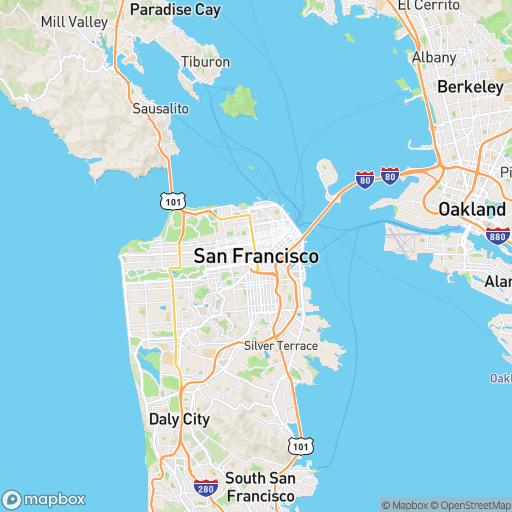 El Cerrito
Paradise Cay
Mill Valley
Tiburon
Albany
Berkeley
Sausalito
80
80
Pi
101
Oakland
880
San Francisco
Alar
Silver Terrace
Oakl
Daly City
101
280
South San
Francisco
mapbox
© Mapbox © OpenStreetMap